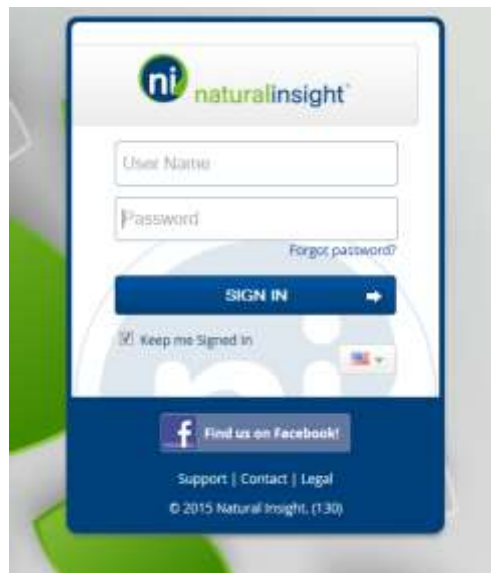 ni naturalinsight
User Name
Password
Forgot password?
SIGN IN
Keep me Signed In
f Find us on Facebook!
Support | Contact | Legal
© 2015 Natural Insight. (130)